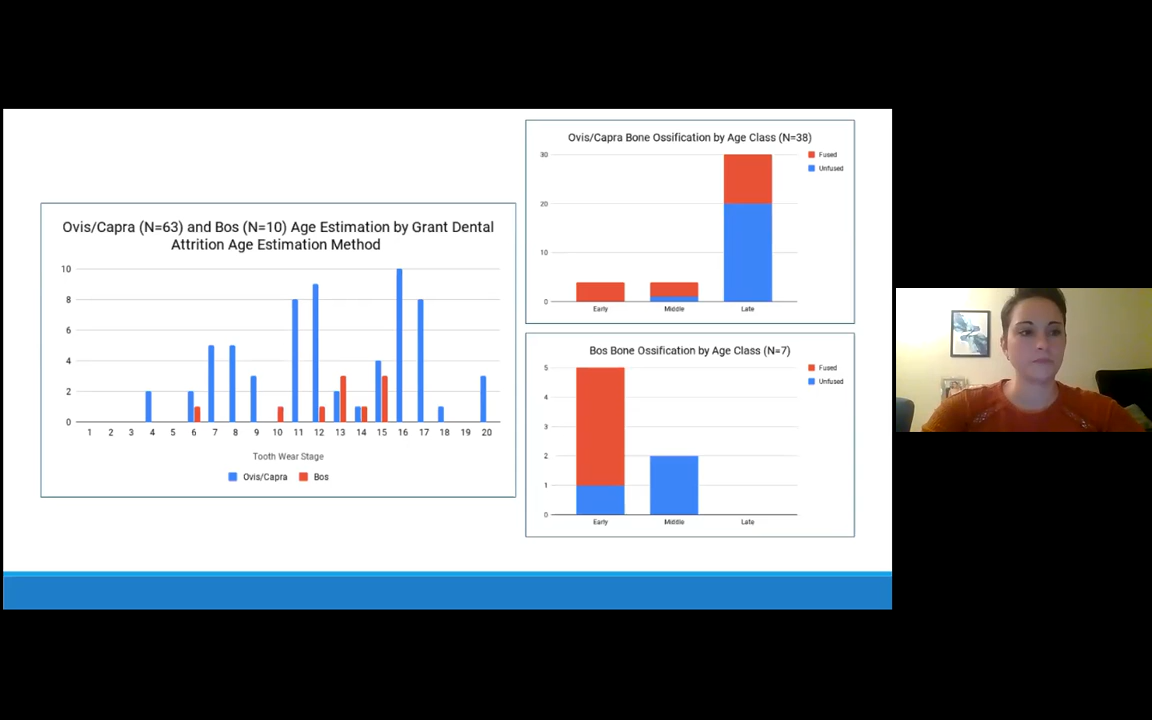 Ovis/Capra (N=63) and Bos (N=10) Age Estimation by Grant Dental
Attrition Age Estimation Method
10
8
6
4
2
0
1 2 3 4 5 6 7 8 9 10 11 12 13 14 15 16 17 18 19 20
Tooth Wear Stage
Ovis/Capra Bos
Ovis/Capra Bone Ossification by Age Class (N=38)
Fused
Unfused
30
20
10
0
Early Middle Late
Bos Bone Ossification by Age Class (N=7)
Fused
Unfused
5
4
3
2
1
0
Early Middle Late